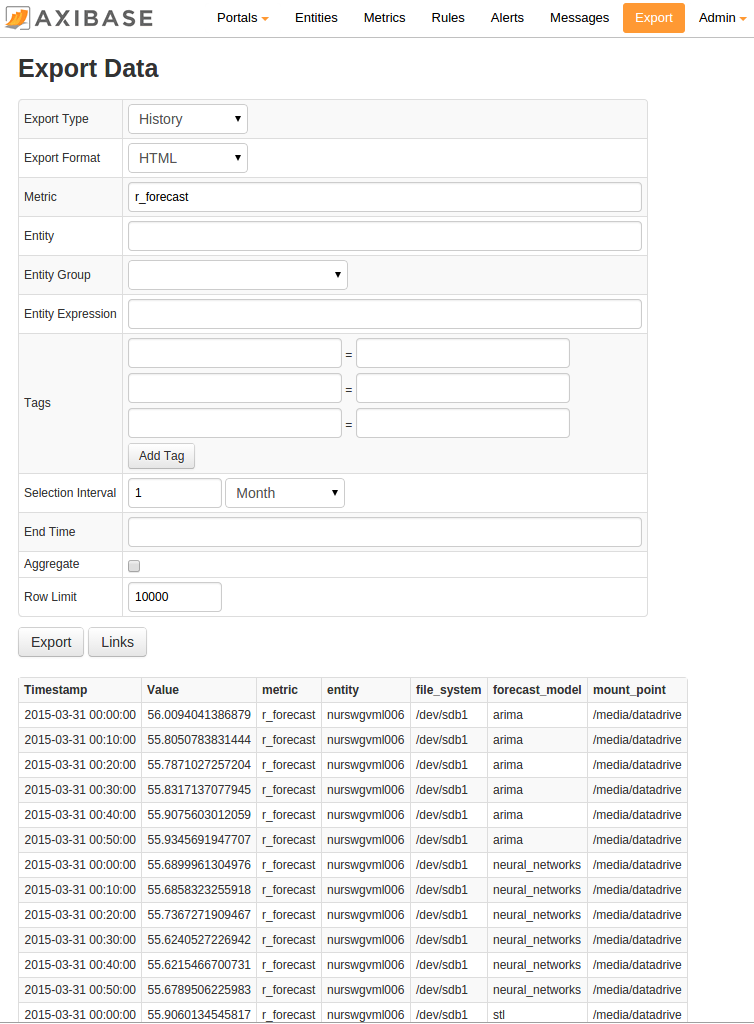 AXIBASE
Portals Entities Metrics Rules Alerts Messages Export Admin
Export Data
Export Type History
Export Format HTML
Metric r_forecast
Entity
Entity Group
Entity Expression
=
=
Tags
=
Add Tag
Selection Interval 1 Month
End Time
Aggregate
Row Limit 10000
Export Links
Timestamp Value metric entity file_system forecast_model mount_point
2015-03-31 00:00:00 56.0094041386879 r_forecast nurswgvml006 /dev/sdb1 arima /media/datadrive
2015-03-31 00:10:00 55.8050783831444 r_forecast nurswgvml006 /dev/sdb1 arima /media/datadrive
2015-03-31 00:20:00 55.7871027257204 r_forecast nurswgvml006 /dev/sdb1 arima /media/datadrive
2015-03-31 00:30:00 55.8317137077945 r_forecast nurswgvml006 /dev/sdb1 arima /media/datadrive
2015-03-31 00:40:00 55.9075603012059 r_forecast nurswgvml006 /dev/sdb1 arima /media/datadrive
2015-03-31 00:50:00 55.9345691947707 r_forecast nurswgvml006 /dev/sdb1 arima /media/datadrive
2015-03-31 00:00:00 55.6899961304976 r_forecast nurswgvml006 /dev/sdb1 neural_networks /media/datadrive
2015-03-31 00:10:00 55.6858323255918 r_forecast nurswgvml006 /dev/sdb1 neural_networks /media/datadrive
2015-03-31 00:20:00 55.7367271909467 r_forecast nurswgvml006 /dev/sdb1 neural_networks /media/datadrive
2015-03-31 00:30:00 55.6240527226942 r_forecast nurswgvml006 /dev/sdb1 neural_networks /media/datadrive
2015-03-31 00:40:00 55.6215466700731 r_forecast nurswgvml006 /dev/sdb1 neural_networks /media/datadrive
2015-03-31 00:50:00 55.6789506225983 r_forecast nurswgvml006 /dev/sdb1 neural_networks /media/datadrive
2015-03-31 00:00:00 55.9060134545817 r_forecast nurswgvml006 /dev/sdb1 stl /media/datadrive